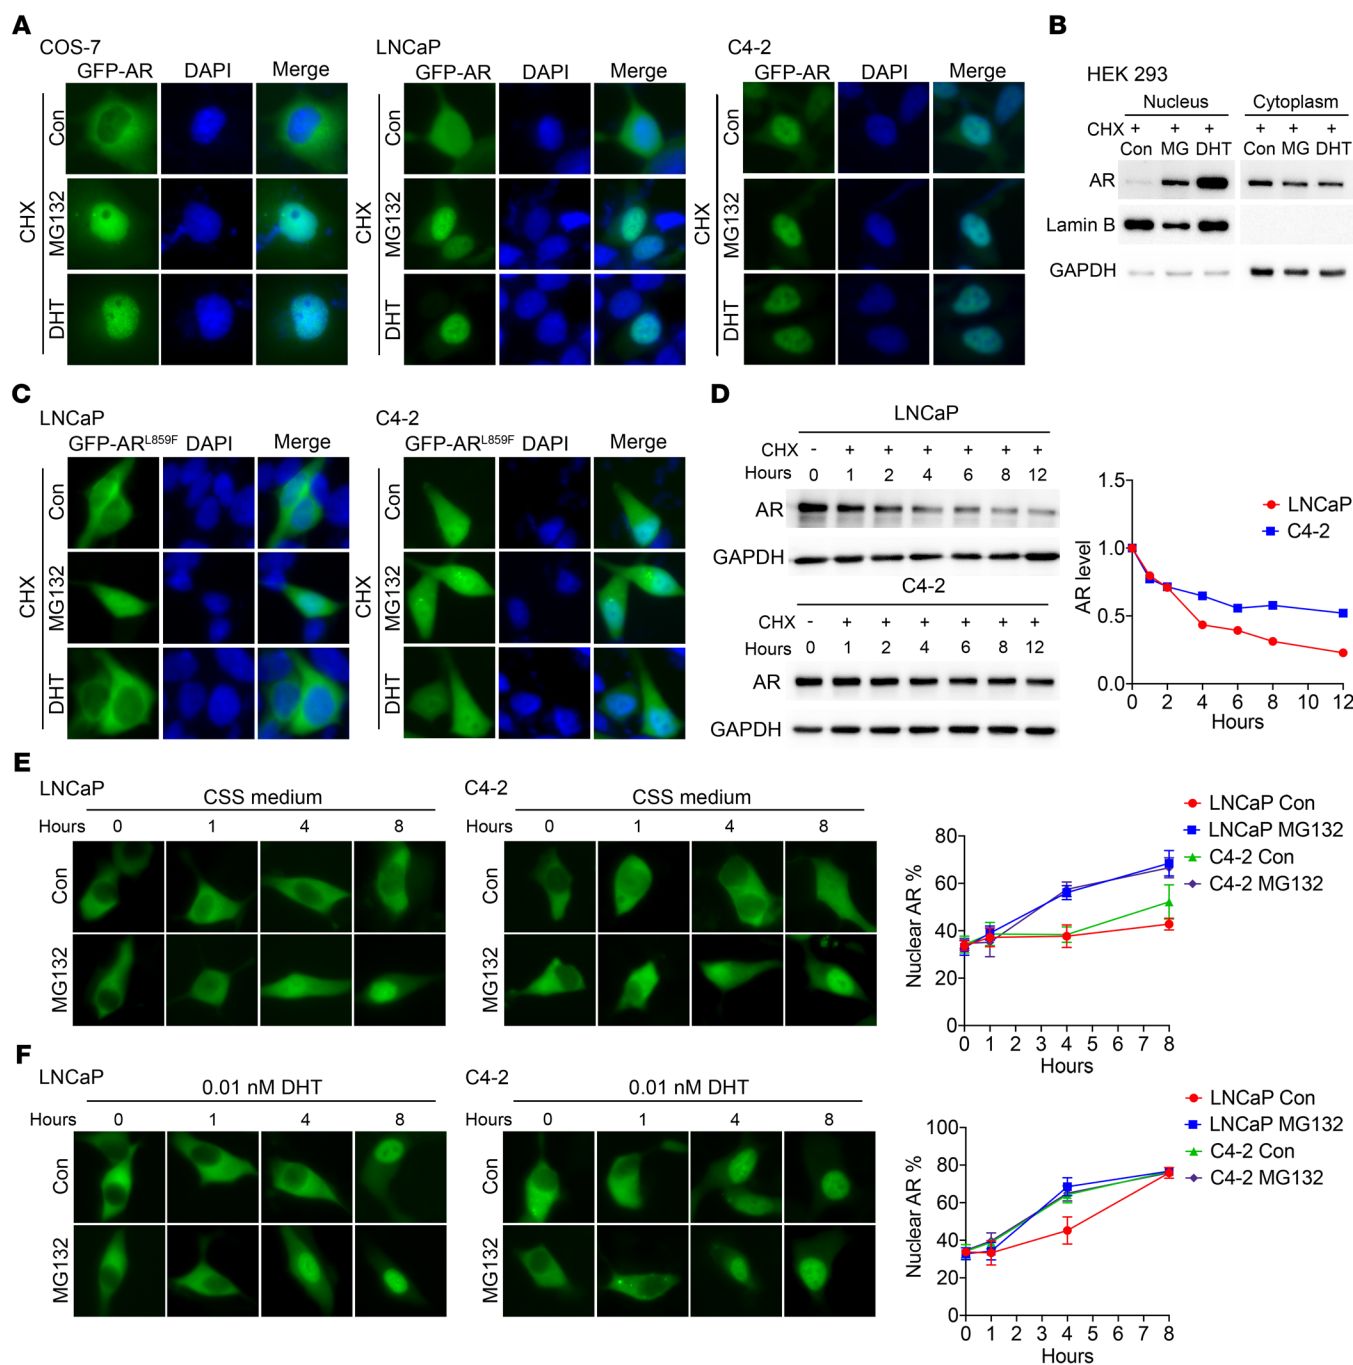 A
COS-7
GFP-AR DAPI Merge
CHX
Con
MG132
DHT
LNCaP
GFP-AR DAPI Merge
CHX
Con
MG132
DHT
C4-2
GFP-AR DAPI Merge
CHX
Con
MG132
DHT
B
HEK 293
Nucleus Cytoplasm
CHX + + + + + +
Con MG DHT Con MG DHT
AR
Lamin B
GAPDH
C
LNCaP
GFP-ARL859F DAPI Merge
CHX
Con
MG132
DHT
C4-2
GFP-ARL859F DAPI Merge
CHX
Con
MG132
DHT
D
LNCaP
CHX - + + + + + +
Hours 0 1 2 4 6 8 12
AR
GAPDH
C4-2
CHX - + + + + + +
Hours 0 1 2 4 6 8 12
AR
GAPDH
LNCaP
C4-2
AR level
1.0
0.5
0.0
0 2 4 6 8 10 12
Hours
E
LNCaP
CSS medium
Hours 0 1 4 8
Con
MG132
C4-2
CSS medium
0 1 4 8
Con
MG132
LNCaP Con
LNCaP MG132
C4-2 Con
C4-2 MG132
Nuclear AR %
80
60
40
20
0
0 1 2 3 4 5 6 7 8
Hours
F
LNCaP
0.01 nM DHT
Hours 0 1 4 8
Con
MG132
C4-2
0.01 nM DHT
Hours 0 1 4 8
Con
MG132
LNCaP Con
LNCaP MG132
C4-2 Con
C4-2 MG132
Nuclear AR %
100
80
60
40
20
0
0 1 2 3 4 5 6 7 8
Hours